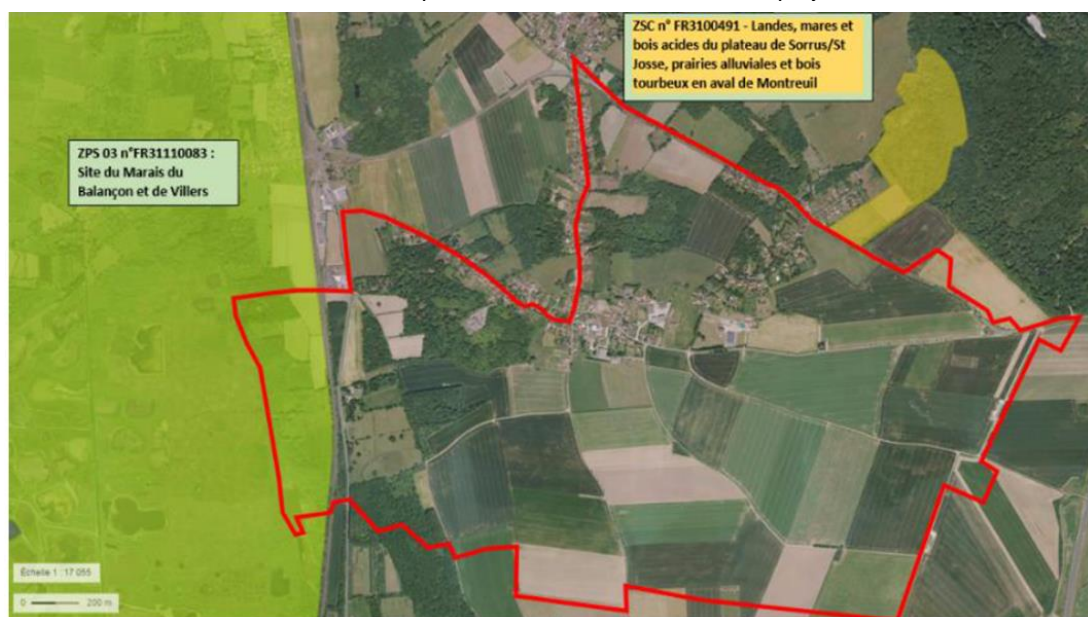 ZSC n° FR3100491 - Landes, mares et
bois acides du plateau de Sorrus/St
Josse, prairies alluviales et bois
tourbeux en aval de Montreuil
ZPS 03 n°FR31110083 :
Site du Marais du
Balançon et de Villers
Échelle 1 : 17 055
0 200 m